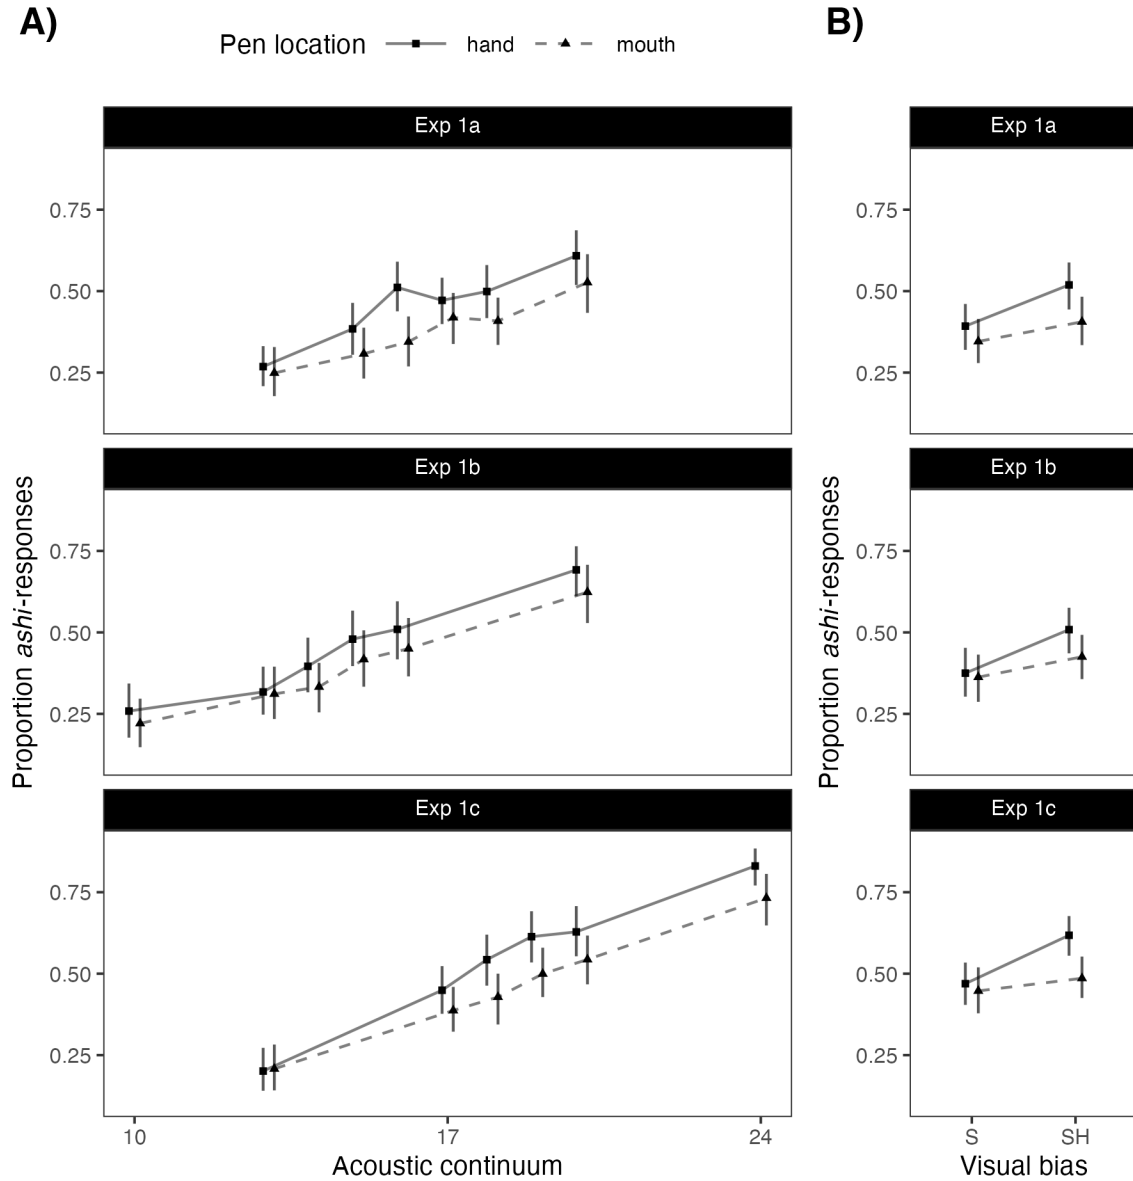 A)
Pen location hand mouth
Exp 1a
0.75
0.50
0.25
Exp 1b
0.75
0.50
0.25
Exp 1c
0.75
0.50
0.25
10 17 24
Acoustic continuum
Proportion ashi-responses
B)
Exp 1a
0.75
0.50
0.25
Exp 1b
0.75
0.50
0.25
Exp 1c
0.75
0.50
0.25
S SH
Visual bias
Proportion ashi-responses